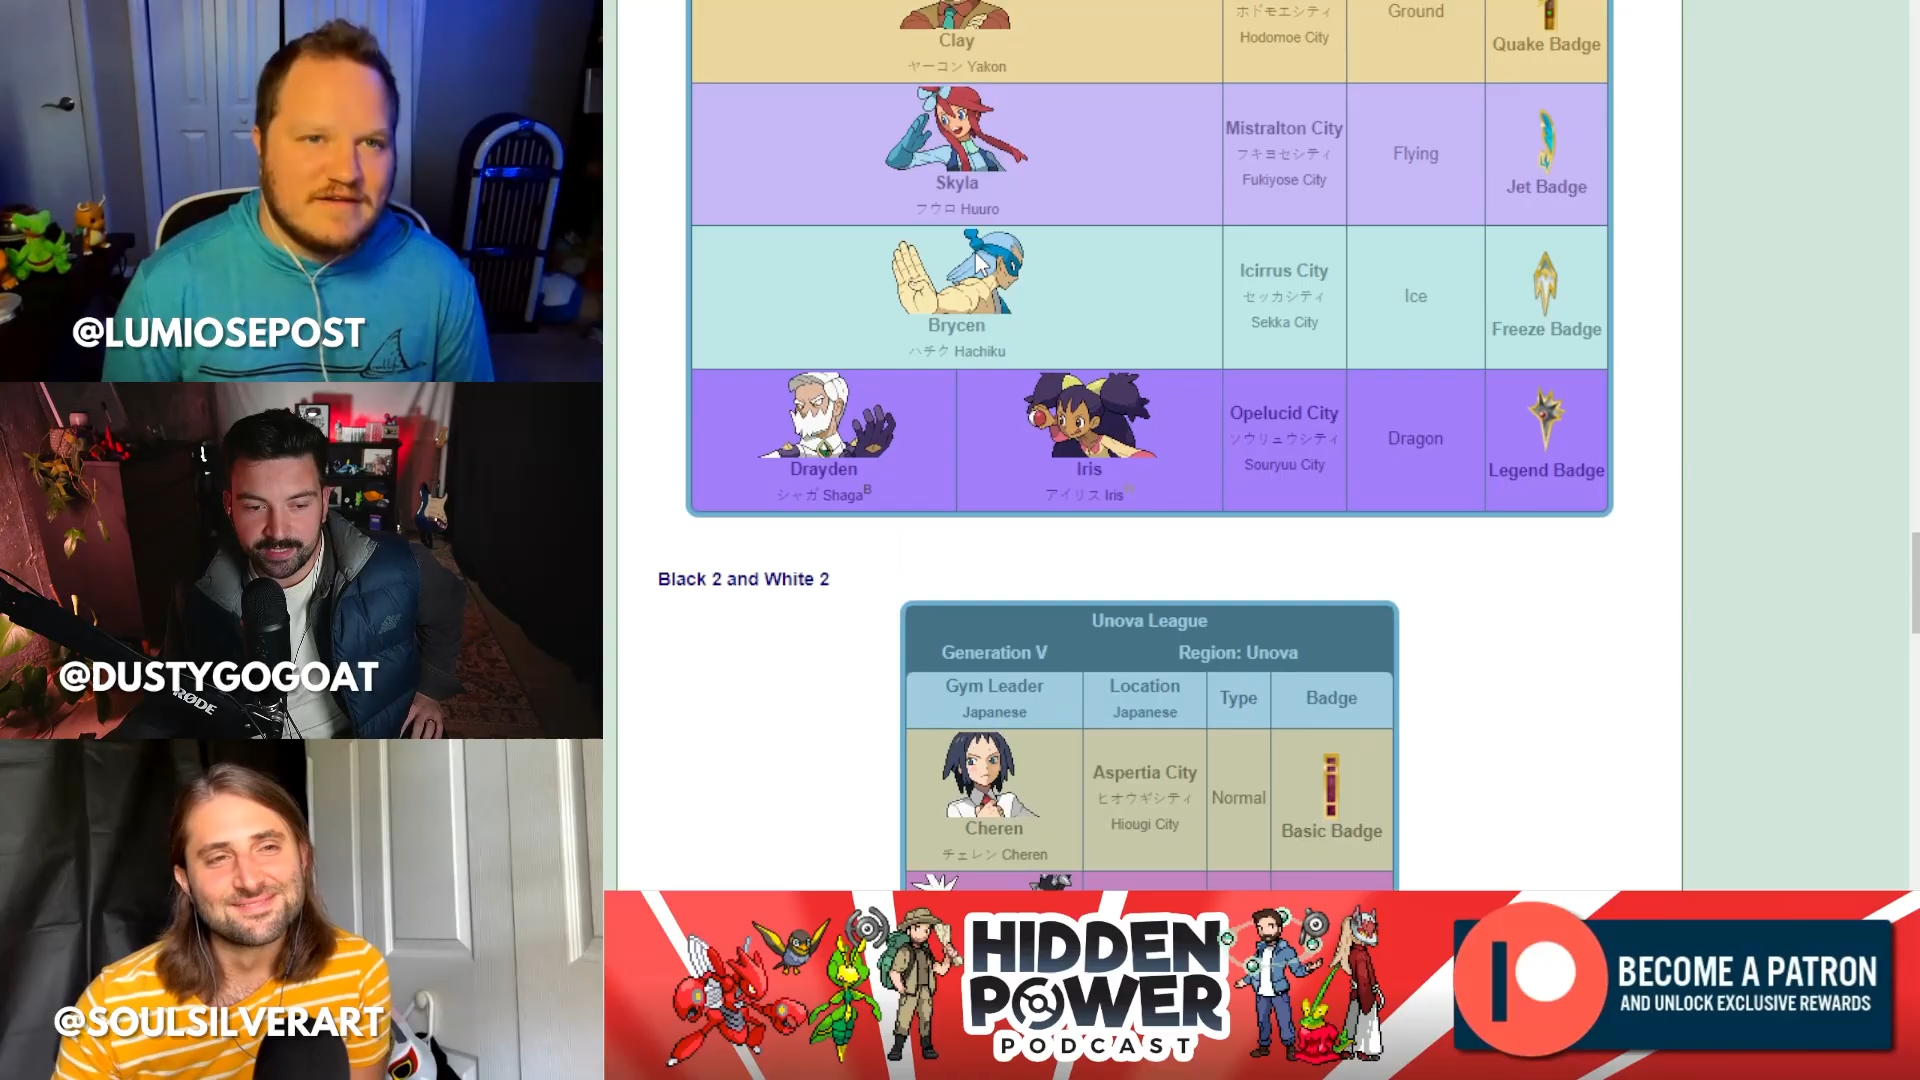 @LUMIOSEPOST
@DUSTYGOGOAT
RØDE
@SOULSILVERART
Clay
ヤーコン Yakon
ホドモエシティ
Hodomoe City
Ground
Quake Badge
Skyla
フウロ Huuro
Mistralton City
フキヨセシティ
Fukiyose City
Flying
Jet Badge
Brycen
ハチク Hachiku
Icirrus City
セッカシティ
Sekka City
Ice
Freeze Badge
Drayden
シャガ ShagaB
Iris
アイリス Iris
Opelucid City
ソウリュウシティ
Souryuu City
Dragon
Legend Badge
Black 2 and White 2
Unova League
Generation V
Region: Unova
Gym Leader
Japanese
Location
Japanese
Type
Badge
Cheren
チェレン Cheren
Aspertia City
ヒオウギシティ
Hiougi City
Normal
Basic Badge
HIDDEN
POWER
PODCAST
BECOME A PATRON
AND UNLOCK EXCLUSIVE REWARDS